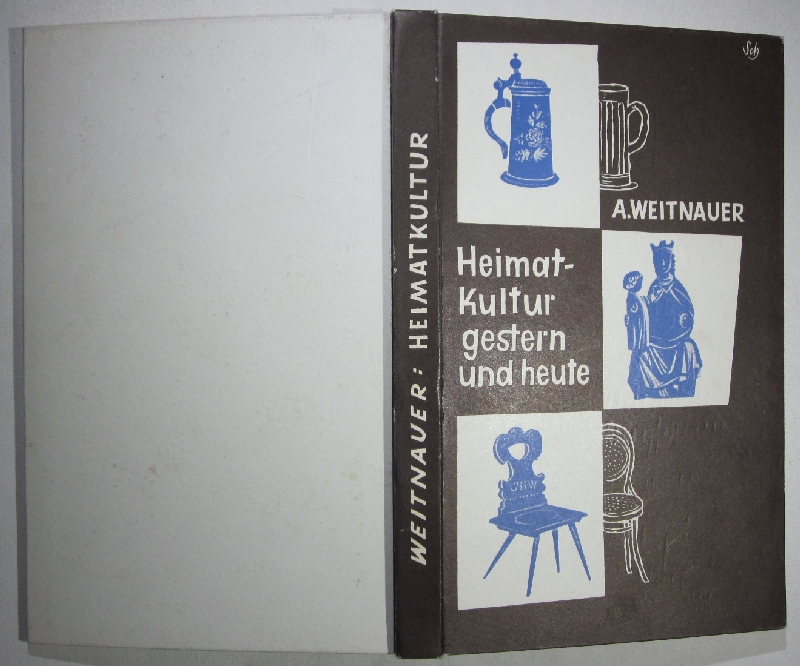 WEITNAUER: HEIMATKULTUR
Sch
A.WEITNAUER
Heimat-
Kultur
gestern
und heute